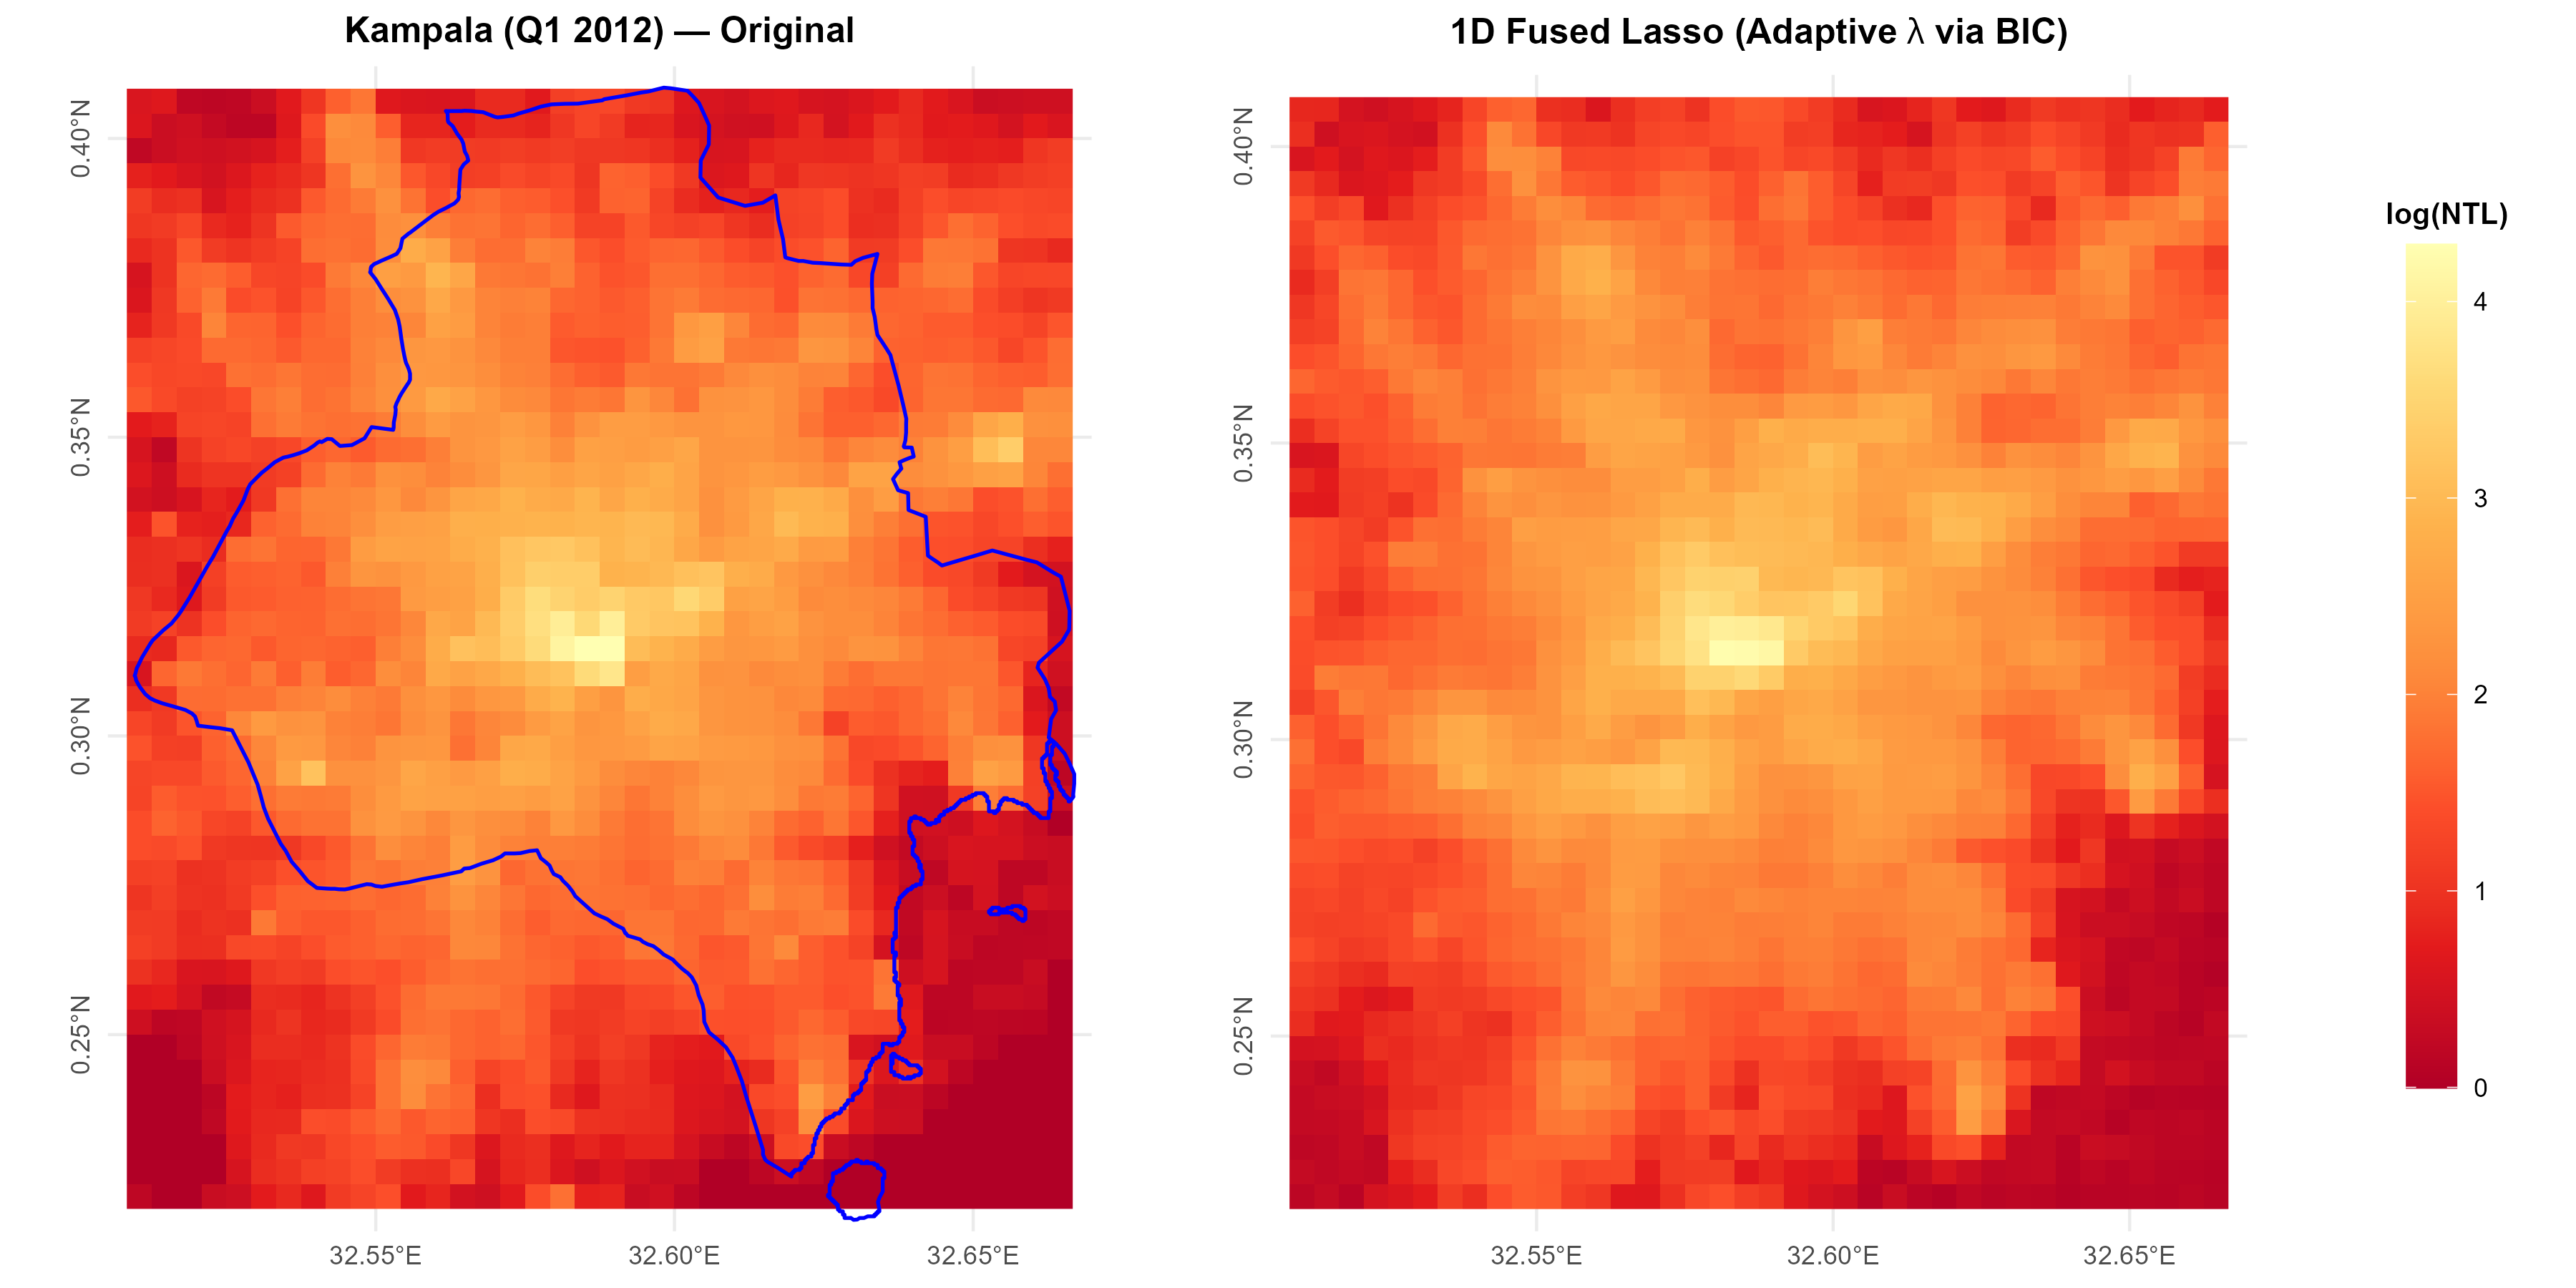 Kampala (Q1 2012) — Original
0.40°N
0.35°N
0.30°N
0.25°N
32.55°E
32.60°E
32.65°E
1D Fused Lasso (Adaptive λ via BIC)
0.40°N
0.35°N
0.30°N
0.25°N
32.55°E
32.60°E
32.65°E
log(NTL)
4
3
2
1
0